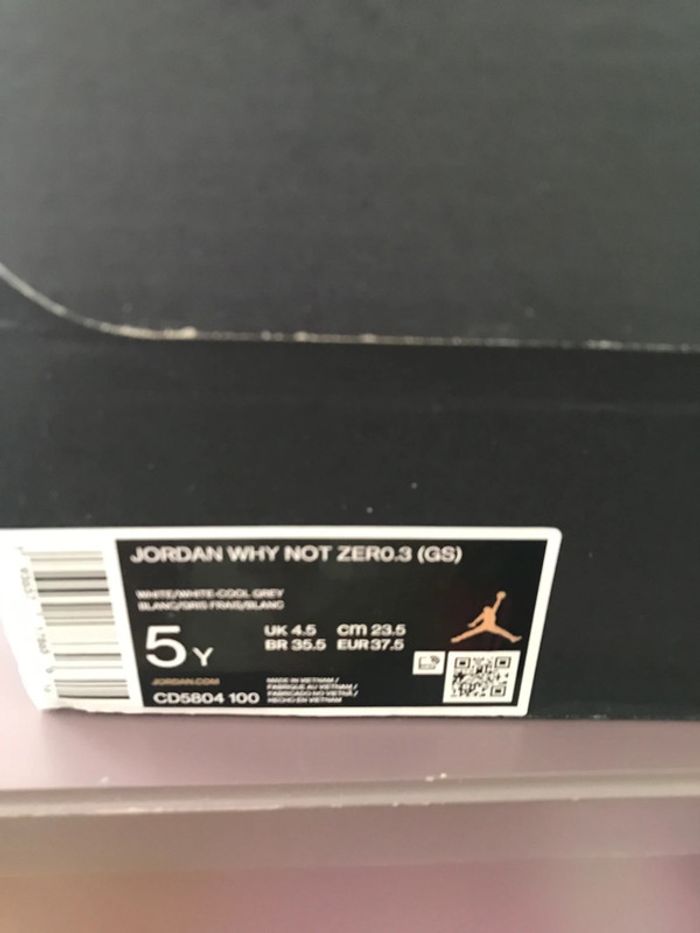 JORDAN WHY NOT ZER0.3 (GS)
WHITE/WHITE-COOL GREY
BLANC/GRIS FRAIS/BLANC
5Y
UK 4.5 cm 23.5
BR 35.5 EUR 37.5
JORDAN.COM
CD5804 100
MADE IN VIETNAM /
FABRIQUE AU VIETNAM /
FABRICADO NO VIETNÃ /
HECHO EN VIETNAM